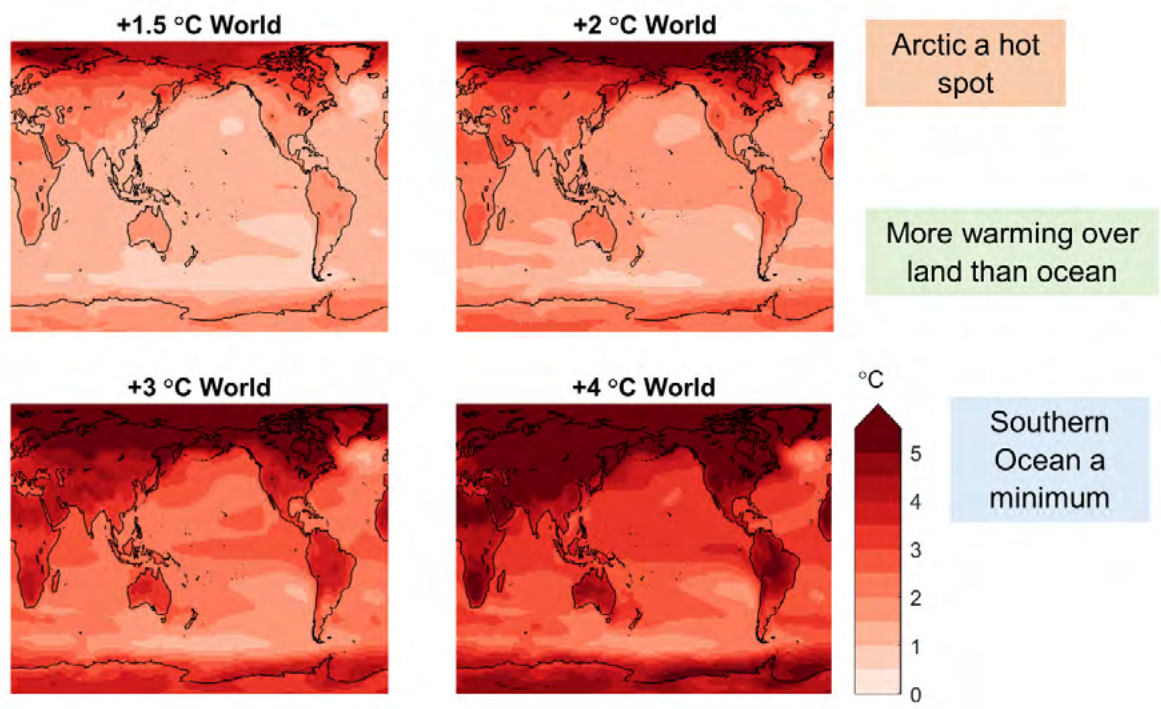 +1.5 °C World
+2 °C World
Arctic a hot
spot
More warming over
land than ocean
+3 °C World
+4 °C World
°C
5
4
3
2
1
0
Southern
Ocean a
minimum